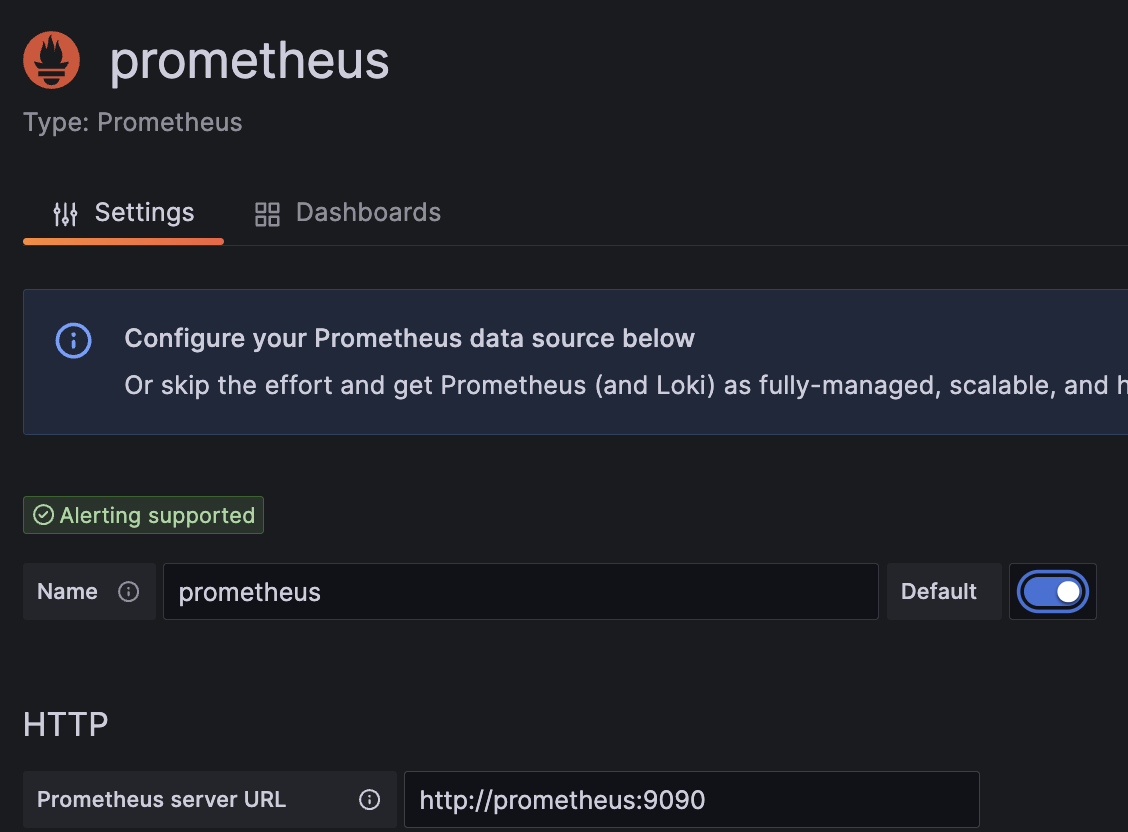 prometheus
Type: Prometheus
Settings Dashboards
Configure your Prometheus data source below
Or skip the effort and get Prometheus (and Loki) as fully-managed, scalable, and h
Alerting supported
Name prometheus Default
HTTP
Prometheus server URL http://prometheus:9090